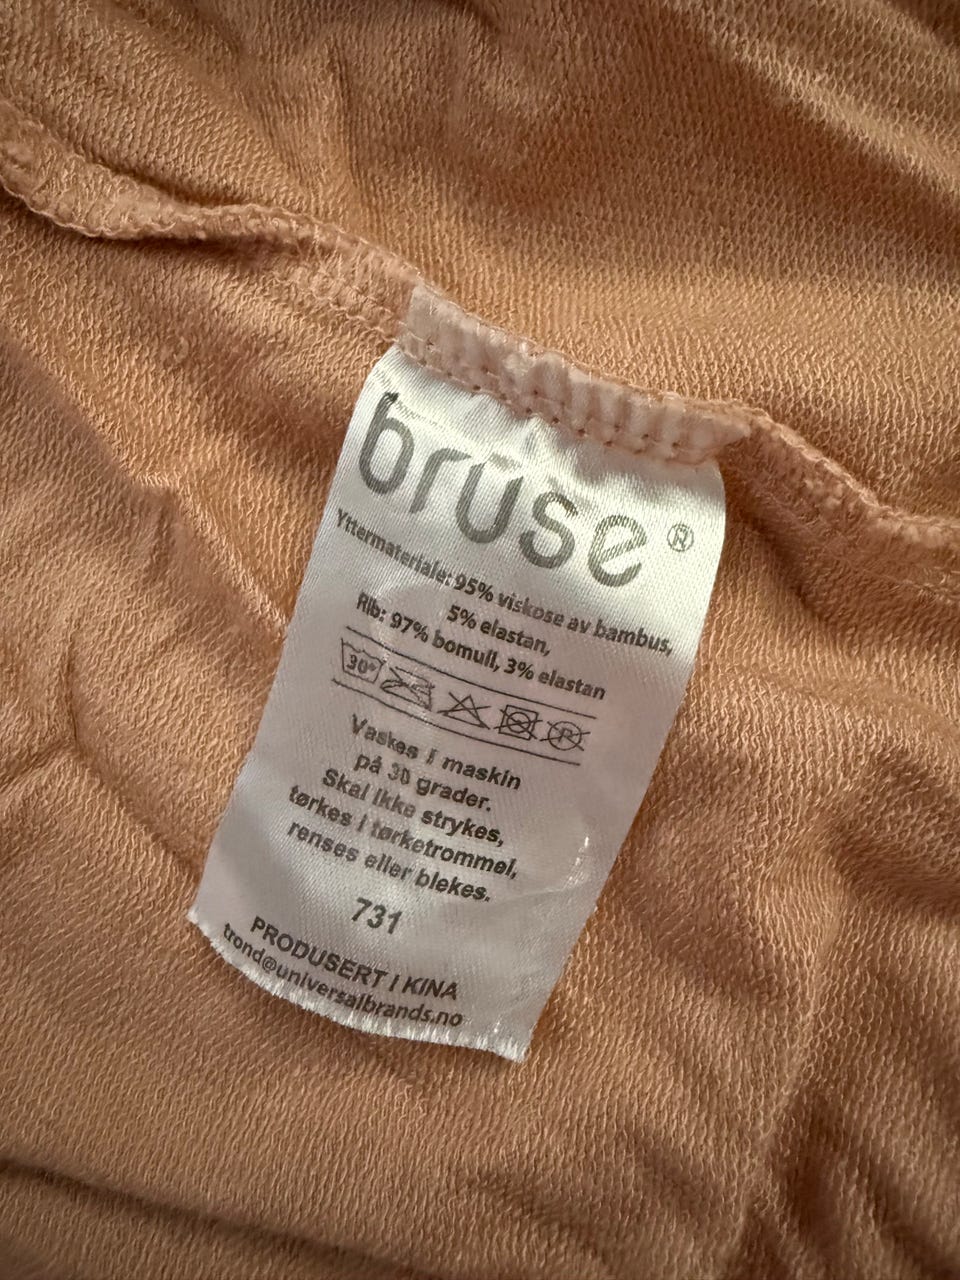 brūse®
Yttermateriale: 95% viskose av bambus,
5% elastan,
Rib: 97% bomull, 3% elastan
30°
P
Vaskes i maskin
på 30 grader.
Skal ikke strykes,
tørkes i tørketrommel,
renses eller blekes.
731
PRODUSERT I KINA
trond@universalbrands.no